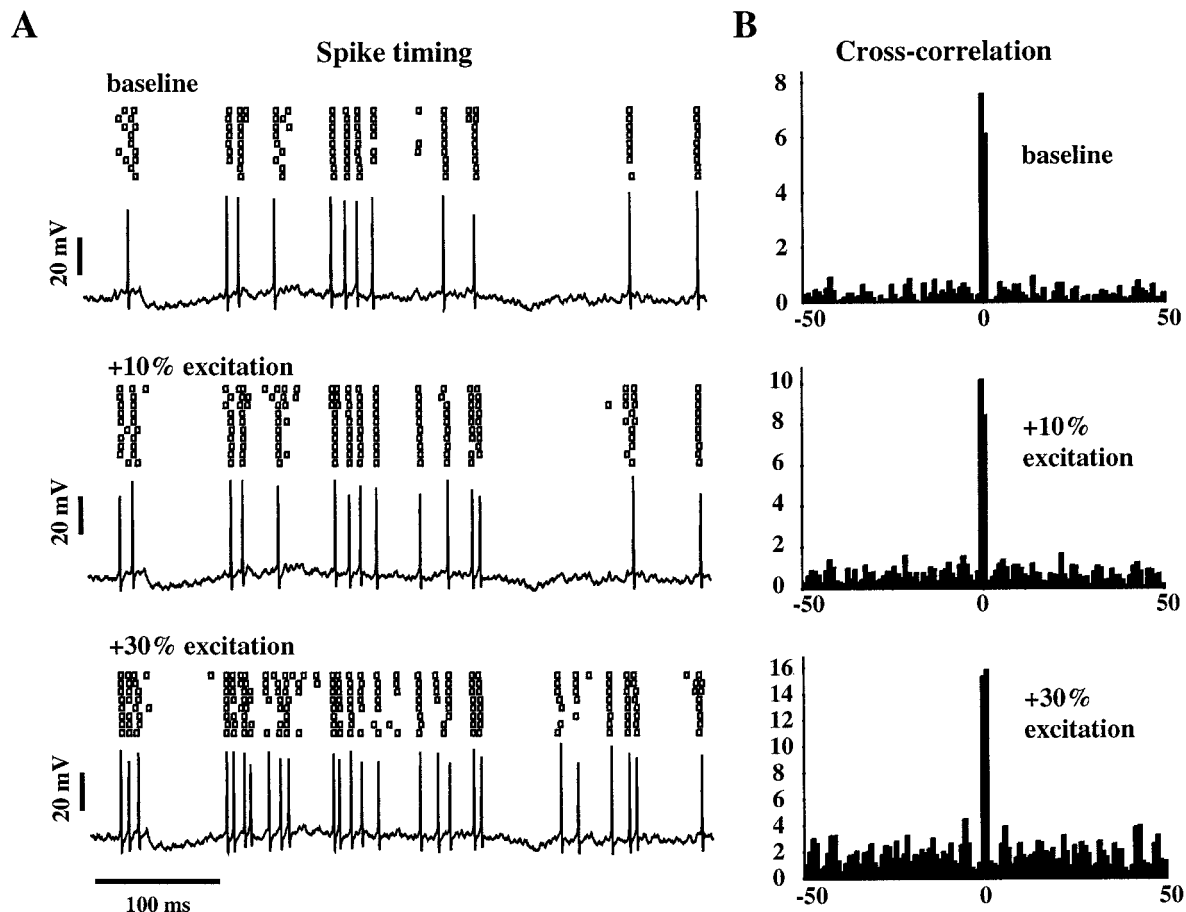 A
Spike timing
baseline
20 mV
+10% excitation
20 mV
+30% excitation
20 mV
100 ms
B
Cross-correlation
8
6
4
2
0
-50
0
50
baseline
10
8
6
4
2
0
-50
0
50
+10%
excitation
16
14
12
10
8
6
4
2
0
-50
0
50
+30%
excitation